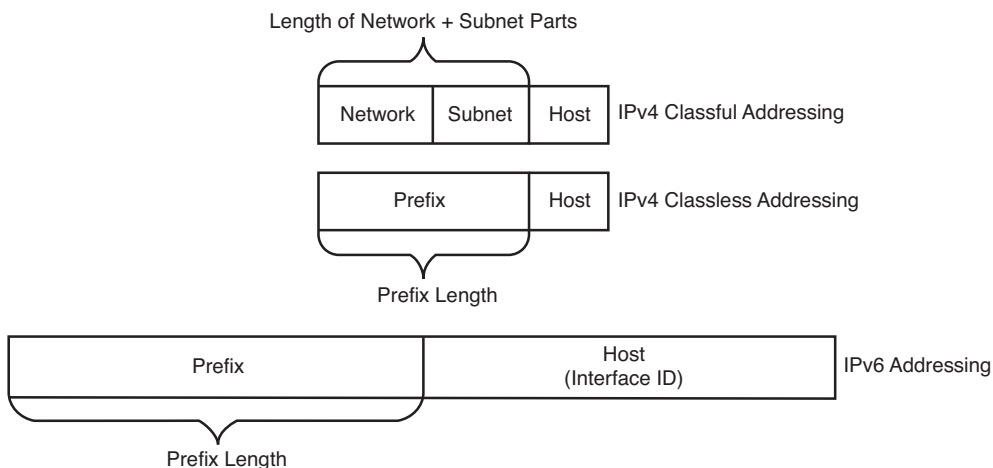 Length of Network + Subnet Parts
Network Subnet Host IPv4 Classful Addressing
Prefix Host IPv4 Classless Addressing
Prefix Length
Prefix Host (Interface ID) IPv6 Addressing
Prefix Length